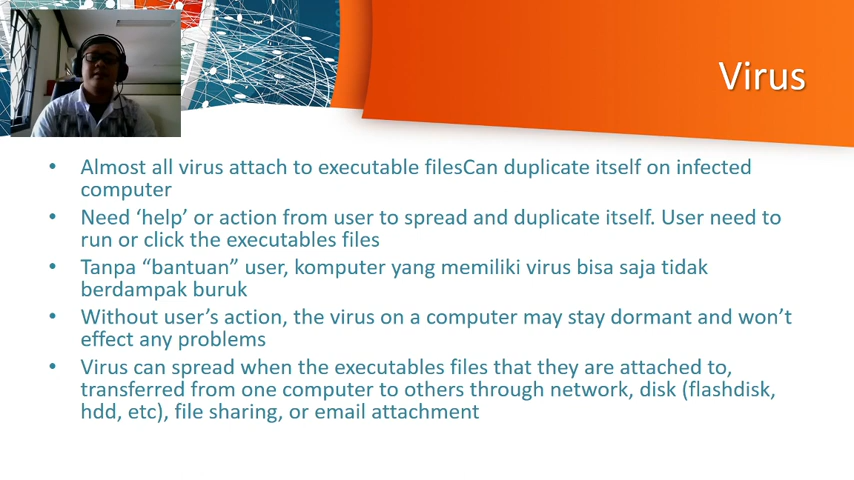 Virus
• Almost all virus attach to executable filesCan duplicate itself on infected
computer
• Need ‘help’ or action from user to spread and duplicate itself. User need to
run or click the executables files
• Tanpa “bantuan” user, komputer yang memiliki virus bisa saja tidak
berdampak buruk
• Without user’s action, the virus on a computer may stay dormant and won’t
effect any problems
• Virus can spread when the executables files that they are attached to,
transferred from one computer to others through network, disk (flashdisk,
hdd, etc), file sharing, or email attachment